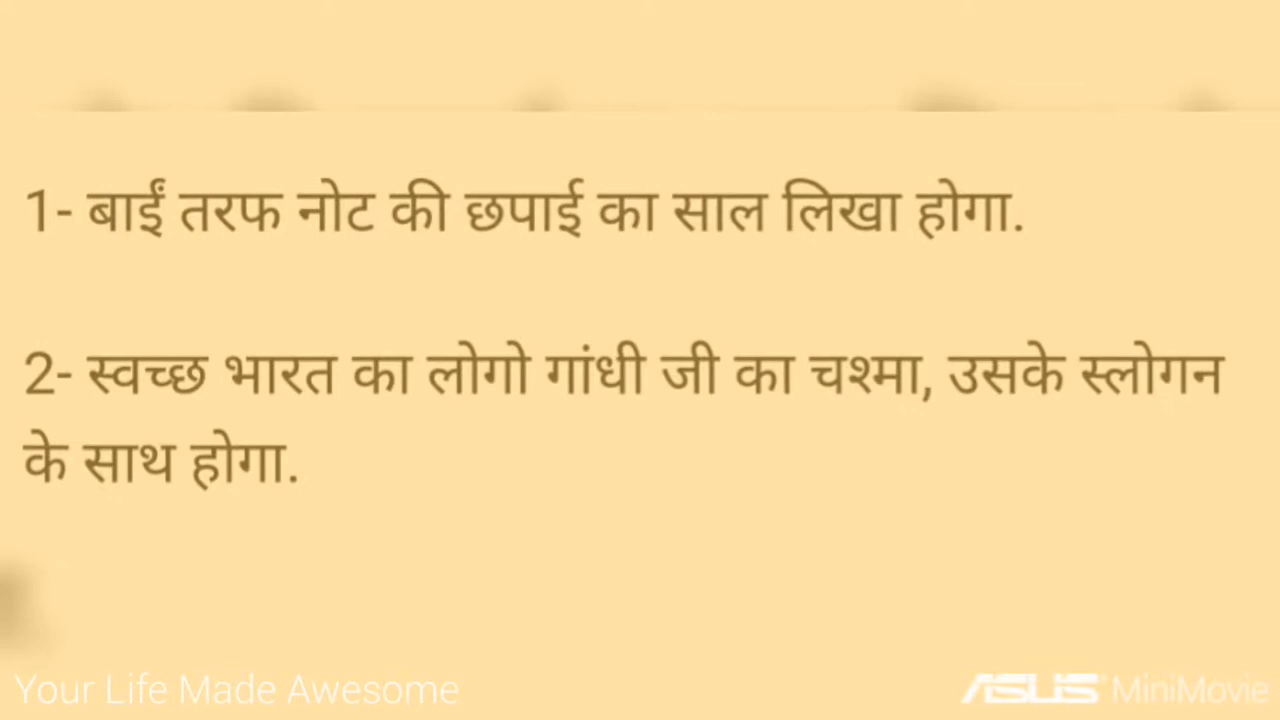 1- बाईं तरफ नोट की छपाई का साल लिखा होगा.
2- स्वच्छ भारत का लोगो गांधी जी का चश्मा, उसके स्लोगन
के साथ होगा.
Your Life Made Awesome
ASUS MiniMovie